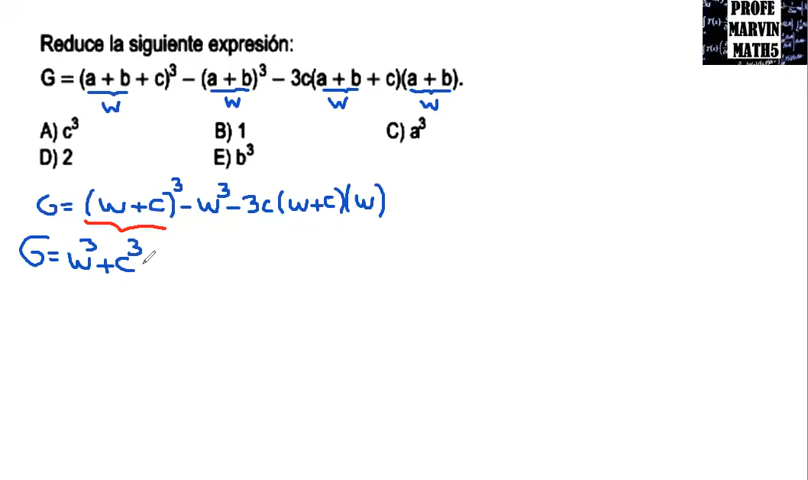 PROFE
MARVIN
MATH5
Reduce la siguiente expresión:
G = (a + b + c)³ − (a + b)³ − 3c(a + b + c)(a + b).
w w w w
A) c³ B) 1 C) a³
D) 2 E) b³
G = (w+c)³ - w³ - 3c(w+c)(w)
G = w³ + c³